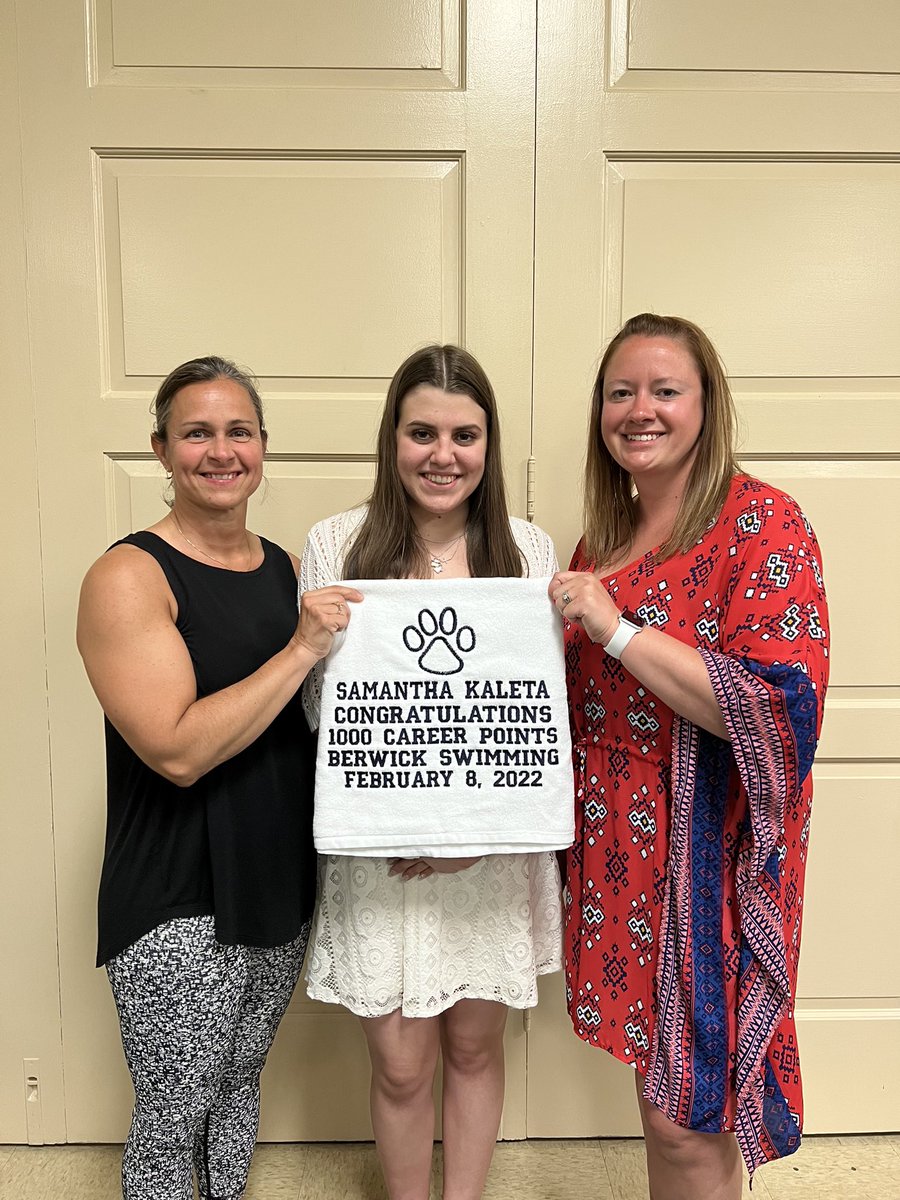 SAMANTHA KALETA
CONGRATULATIONS
1000 CAREER POINTS
BERWICK SWIMMING
FEBRUARY 8, 2022